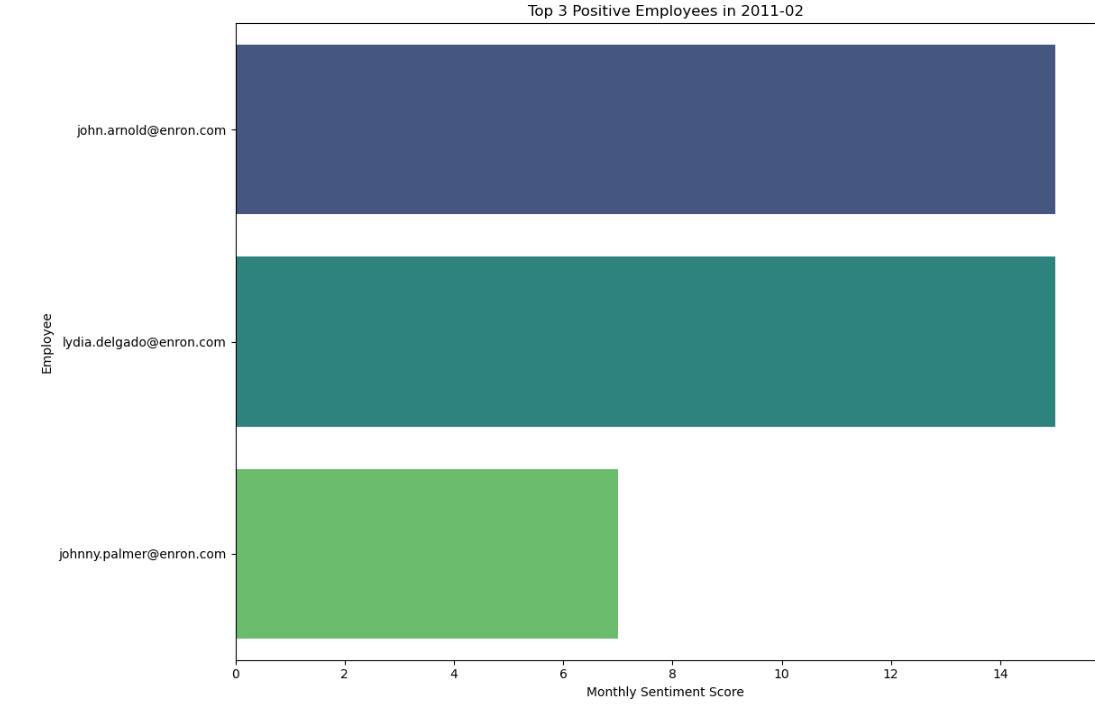 Top 3 Positive Employees in 2011-02
Employee
john.arnold@enron.com
lydia.delgado@enron.com
johnny.palmer@enron.com
0 2 4 6 8 10 12 14
Monthly Sentiment Score